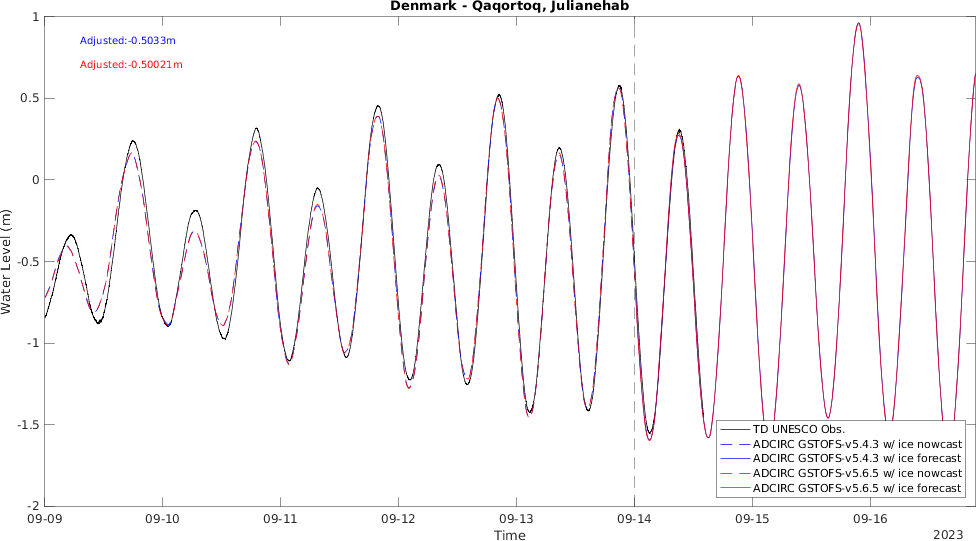 Denmark - Qaqortoq, Julianehab
Adjusted:-0.5033m
Adjusted:-0.50021m
Water Level (m)
1
0.5
0
-0.5
-1
-1.5
-2
TD UNESCO Obs.
ADCIRC GSTOFS-v5.4.3 w/ ice nowcast
ADCIRC GSTOFS-v5.4.3 w/ ice forecast
ADCIRC GSTOFS-v5.6.5 w/ ice nowcast
ADCIRC GSTOFS-v5.6.5 w/ ice forecast
09-09 09-10 09-11 09-12 09-13 09-14 09-15 09-16
Time
2023